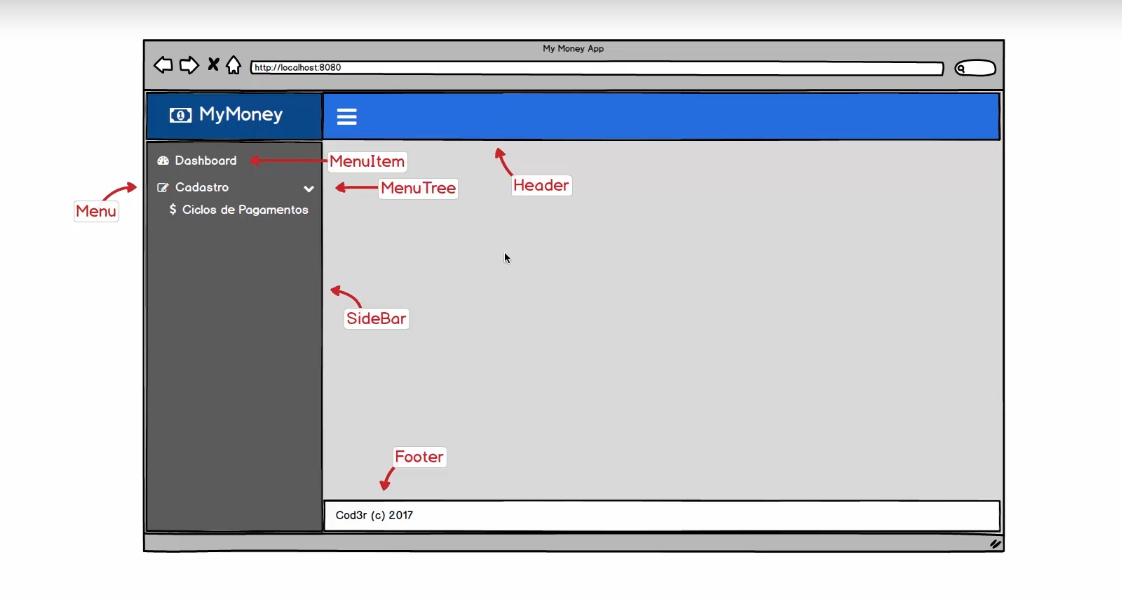 My Money App
http://localhost:8080
MyMoney
Dashboard
MenuItem
Header
Cadastro
MenuTree
Menu
$ Ciclos de Pagamentos
SideBar
Footer
Cod3r (c) 2017